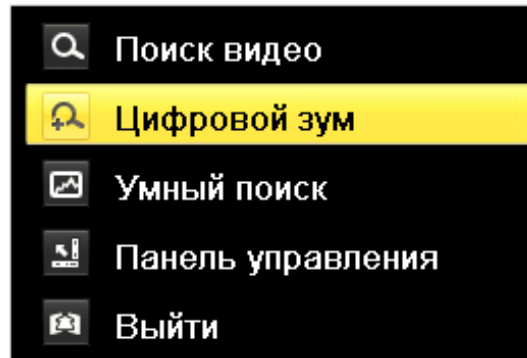 Поиск видео
Цифровой зум
Умный поиск
Панель управления
Выйти